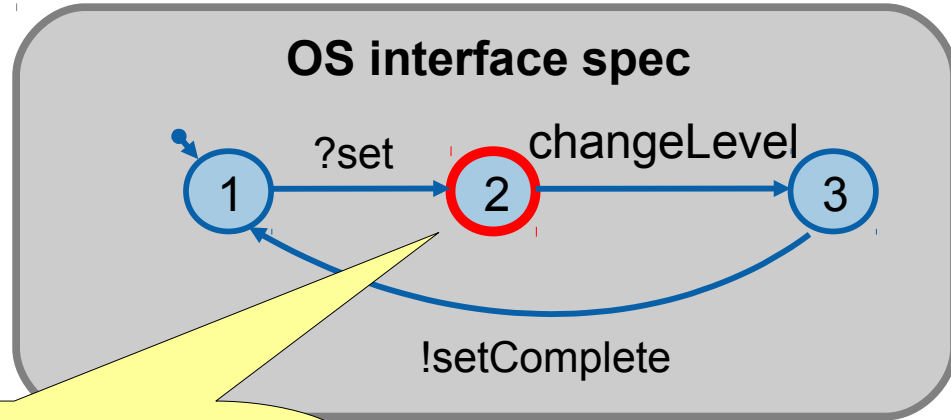 OS interface spec
?set
changeLevel
1
2
3
!setComplete